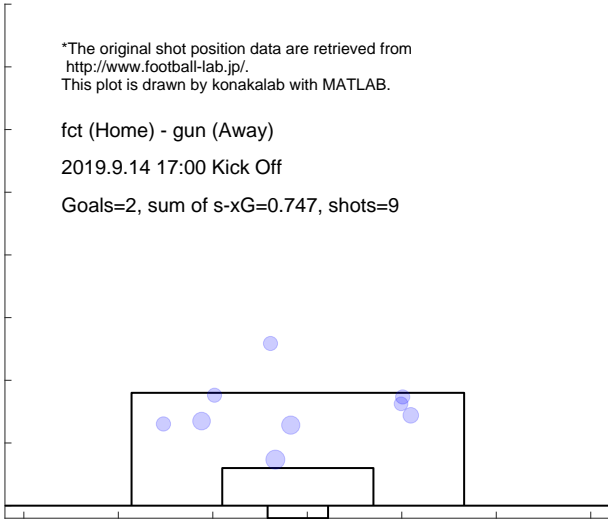 *The original shot position data are retrieved from
http://www.football-lab.jp/.
This plot is drawn by konakalab with MATLAB.
fct (Home) - gun (Away)
2019.9.14 17:00 Kick Off
Goals=2, sum of s-xG=0.747, shots=9